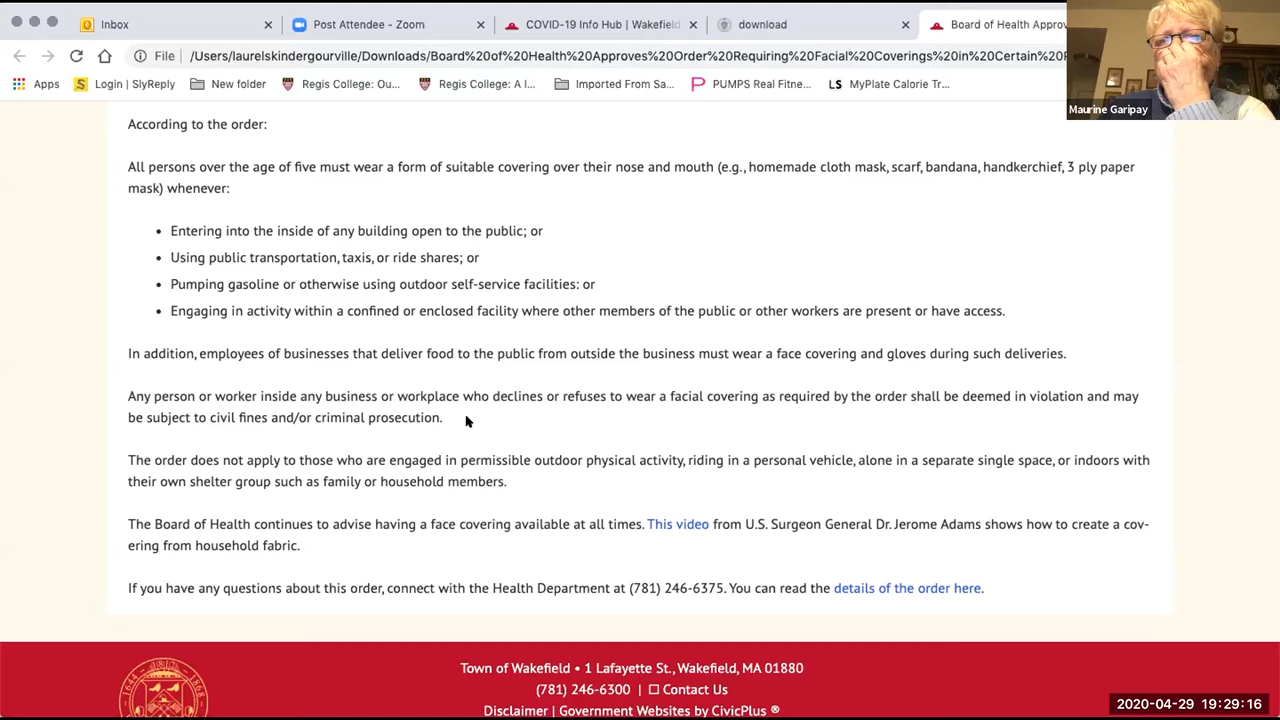 Inbox
Post Attendee - Zoom
COVID-19 Info Hub | Wakefield
download
Board of Health Approv
File
/Users/laurelskindergourville/Downloads/Board%20of%20Health%20Approves%20Order%20Requiring%20Facial%20Coverings%20in%20Certain%20P
Apps
Login | SlyReply
New folder
Regis College: Ou...
Regis College: A I...
Imported From Sa...
PUMPS Real Fitne...
LS MyPlate Calorie Tr...
Maurine Garipay
According to the order:
All persons over the age of five must wear a form of suitable covering over their nose and mouth (e.g., homemade cloth mask, scarf, bandana, handkerchief, 3 ply paper
mask) whenever:
• Entering into the inside of any building open to the public; or
• Using public transportation, taxis, or ride shares; or
• Pumping gasoline or otherwise using outdoor self-service facilities: or
• Engaging in activity within a confined or enclosed facility where other members of the public or other workers are present or have access.
In addition, employees of businesses that deliver food to the public from outside the business must wear a face covering and gloves during such deliveries.
Any person or worker inside any business or workplace who declines or refuses to wear a facial covering as required by the order shall be deemed in violation and may
be subject to civil fines and/or criminal prosecution.
The order does not apply to those who are engaged in permissible outdoor physical activity, riding in a personal vehicle, alone in a separate single space, or indoors with
their own shelter group such as family or household members.
The Board of Health continues to advise having a face covering available at all times. This video from U.S. Surgeon General Dr. Jerome Adams shows how to create a cov-
ering from household fabric.
If you have any questions about this order, connect with the Health Department at (781) 246-6375. You can read the details of the order here.
Town of Wakefield • 1 Lafayette St., Wakefield, MA 01880
(781) 246-6300 | Contact Us
Disclaimer | Government Websites by CivicPlus ®
2020-04-29 19:29:16